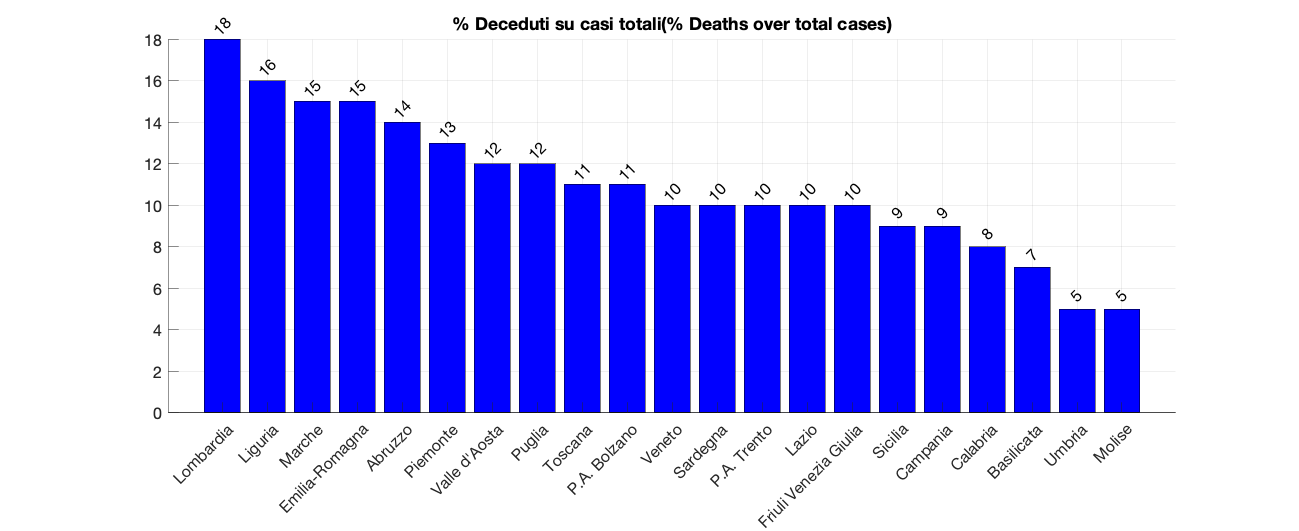 % Deceduti su casi totali(% Deaths over total cases)
18
16
14
12
10
8
6
4
2
0
18
16
15
15
14
13
12
12
11
11
10
10
10
10
10
9
9
8
7
5
5
Lombardia
Liguria
Marche
Emilia-Romagna
Abruzzo
Piemonte
Valle d'Aosta
Puglia
Toscana
P.A. Bolzano
Veneto
Sardegna
P.A. Trento
Lazio
Friuli Venezia Giulia
Sicilia
Campania
Calabria
Basilicata
Umbria
Molise